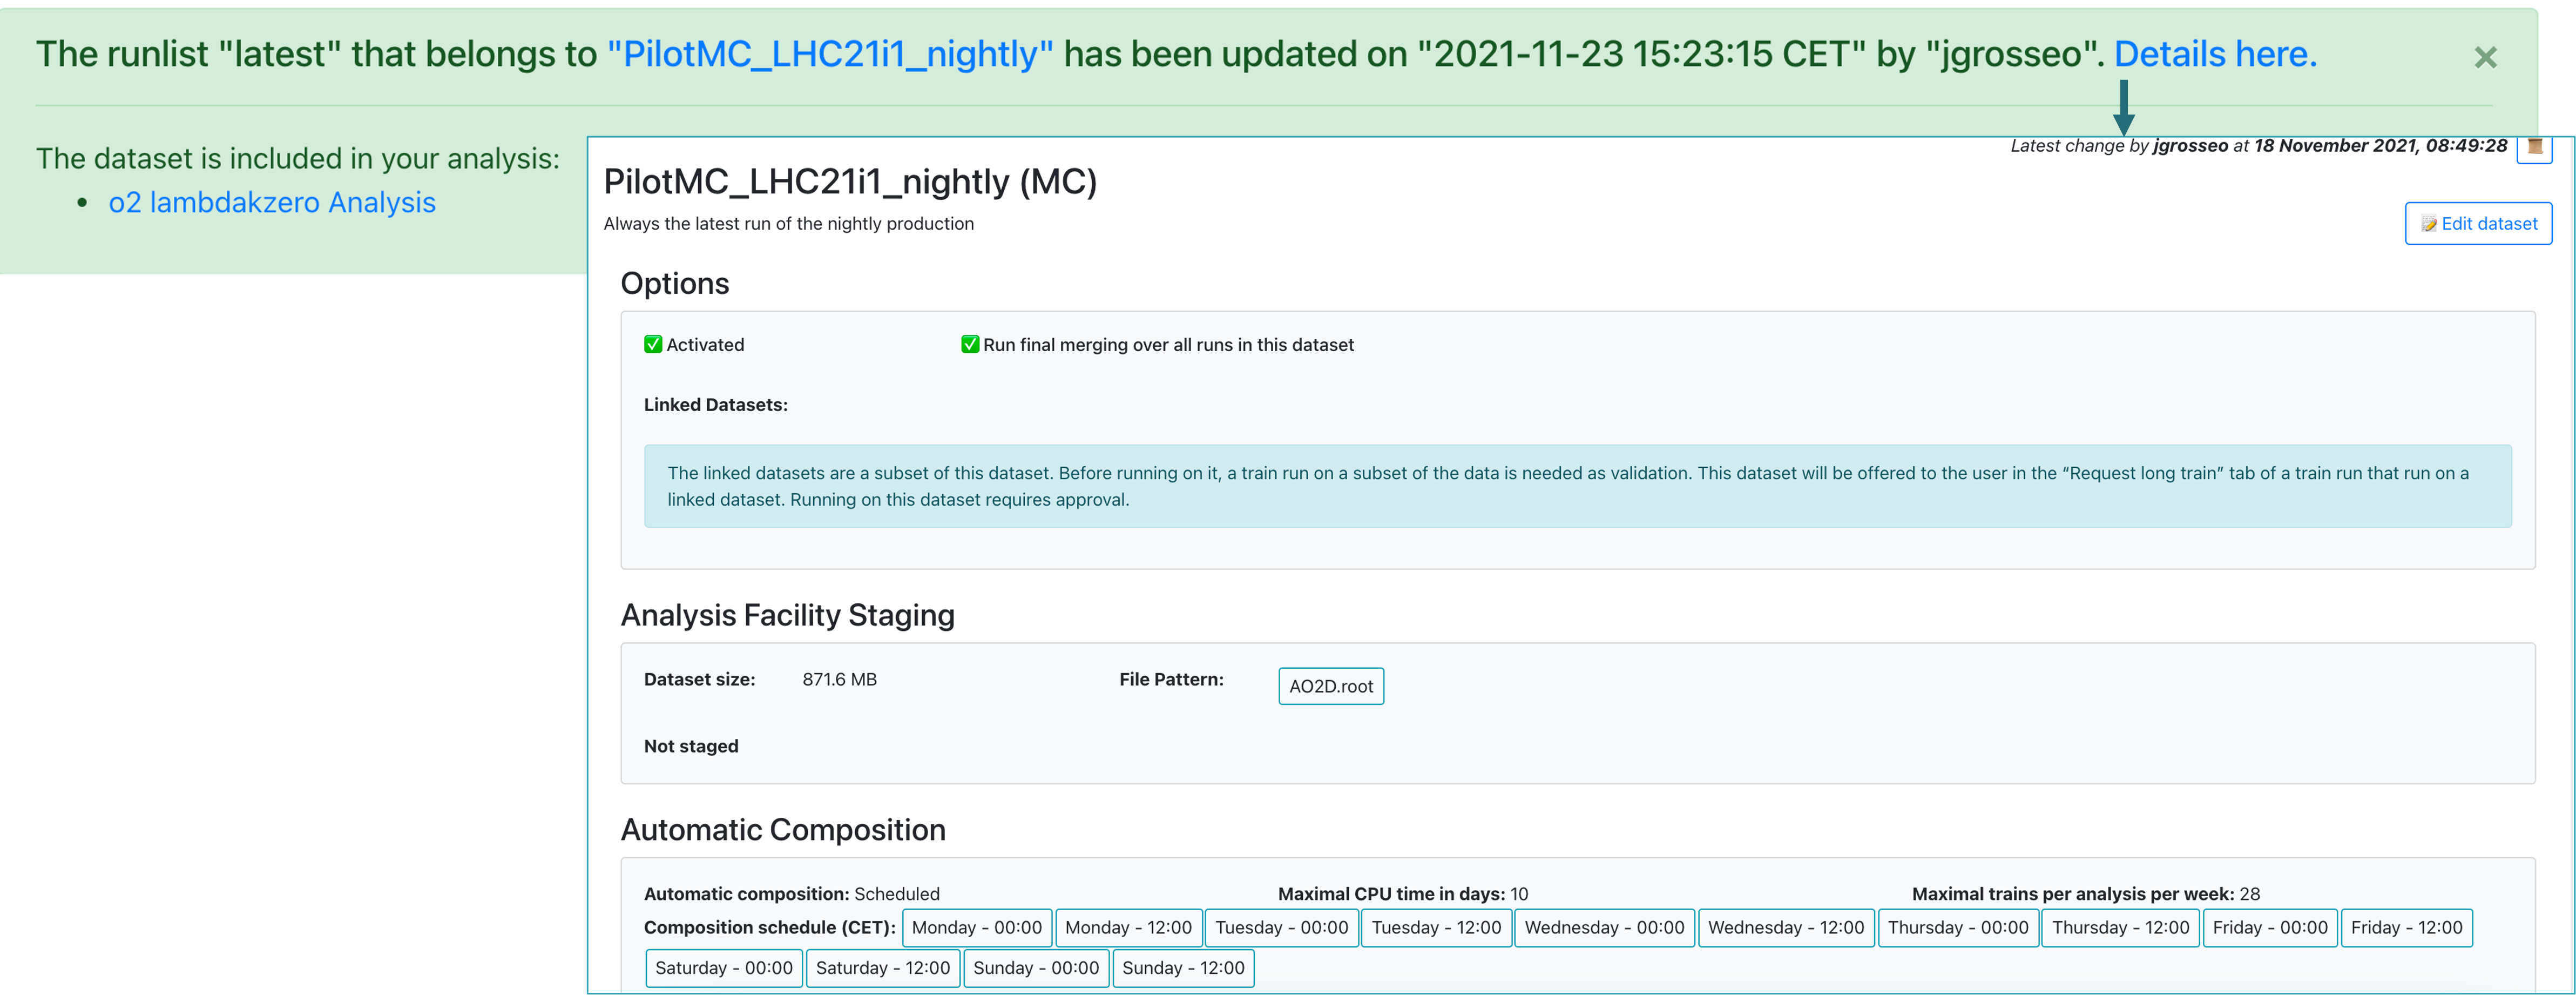 The runlist "latest" that belongs to "PilotMC_LHC21i1_nightly" has been updated on "2021-11-23 15:23:15 CET" by "jgrosseo". Details here. ×
The dataset is included in your analysis:
• o2 lambdakzero Analysis
Latest change by jgrosseo at 18 November 2021, 08:49:28
PilotMC_LHC21i1_nightly (MC)
Always the latest run of the nightly production
Edit dataset
Options
Activated
Run final merging over all runs in this dataset
Linked Datasets:
The linked datasets are a subset of this dataset. Before running on it, a train run on a subset of the data is needed as validation. This dataset will be offered to the user in the “Request long train” tab of a train run that run on a
linked dataset. Running on this dataset requires approval.
Analysis Facility Staging
Dataset size: 871.6 MB File Pattern: AO2D.root
Not staged
Automatic Composition
Automatic composition: Scheduled Maximal CPU time in days: 10 Maximal trains per analysis per week: 28
Composition schedule (CET): Monday - 00:00 Monday - 12:00 Tuesday - 00:00 Tuesday - 12:00 Wednesday - 00:00 Wednesday - 12:00 Thursday - 00:00 Thursday - 12:00 Friday - 00:00 Friday - 12:00
Saturday - 00:00 Saturday - 12:00 Sunday - 00:00 Sunday - 12:00